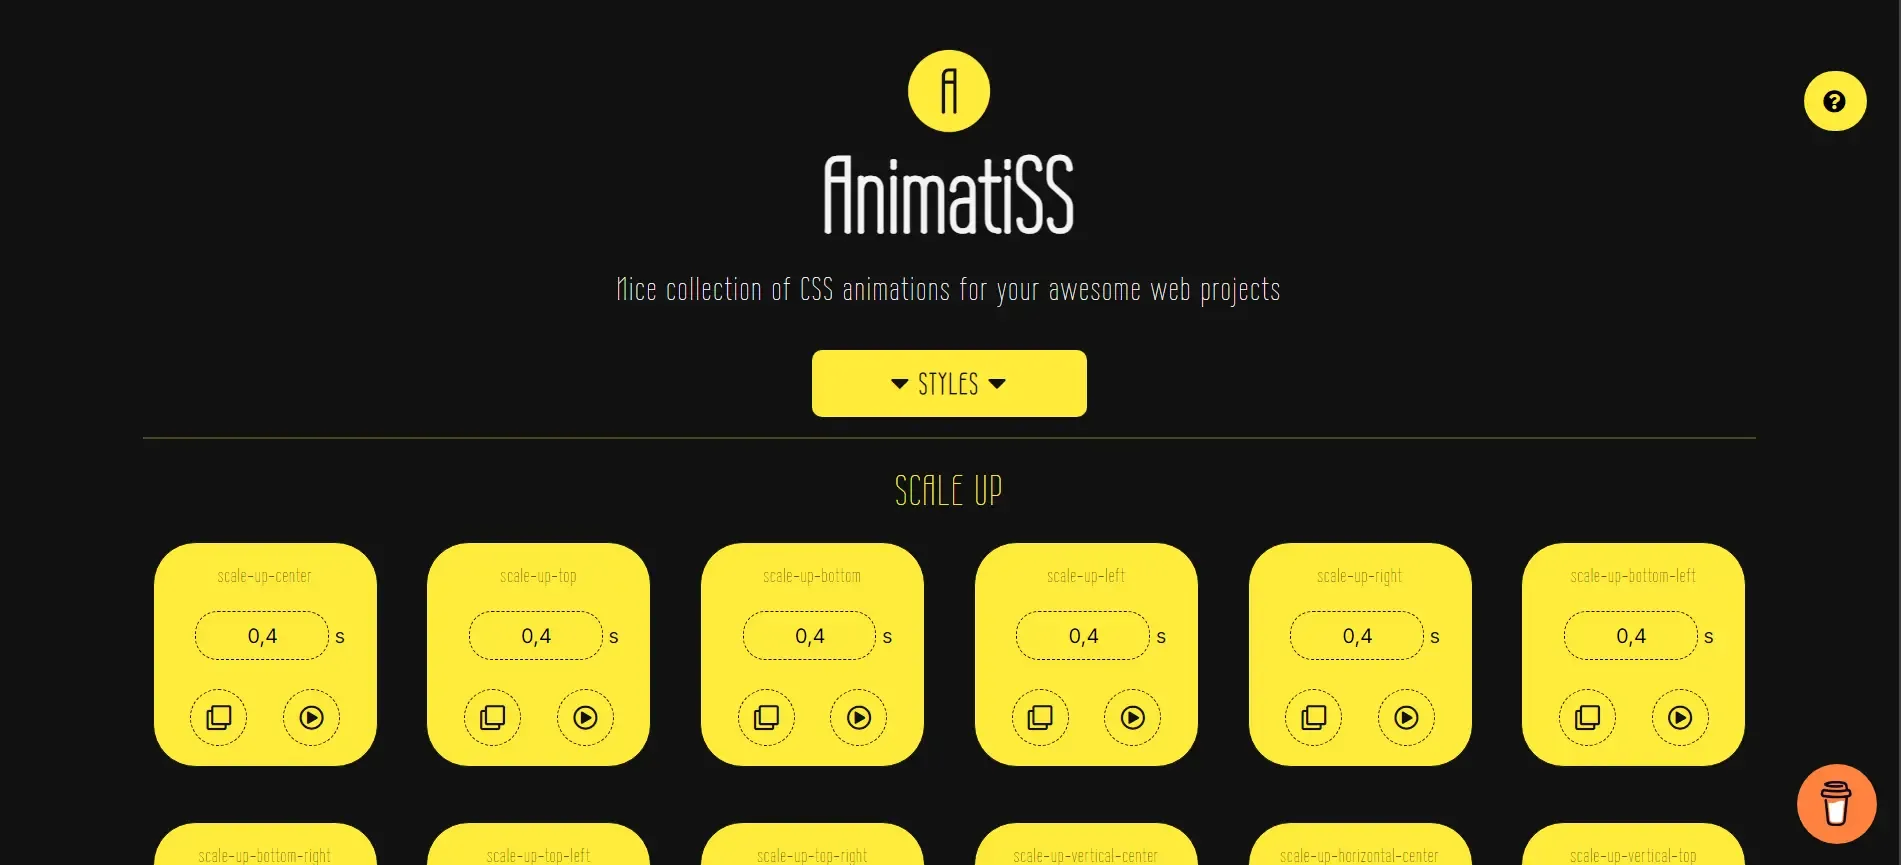 A
AnimatiSS
Nice collection of CSS animations for your awesome web projects
STYLES
SCALE UP
scale-up-center scale-up-top scale-up-bottom scale-up-left scale-up-right scale-up-bottom-left
0,4 s 0,4 s 0,4 s 0,4 s 0,4 s 0,4 s
scale-up-bottom-right scale-up-top-left scale-up-top-right scale-up-vertical-center scale-up-horizontal-center scale-up-vertical-top